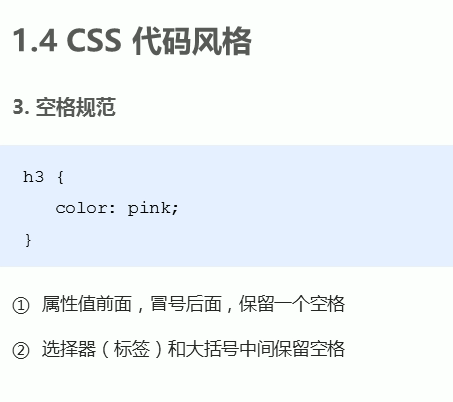 1.4 CSS 代码风格
3. 空格规范
h3 {
color: pink;
}
① 属性值前面，冒号后面，保留一个空格
② 选择器（标签）和大括号中间保留空格